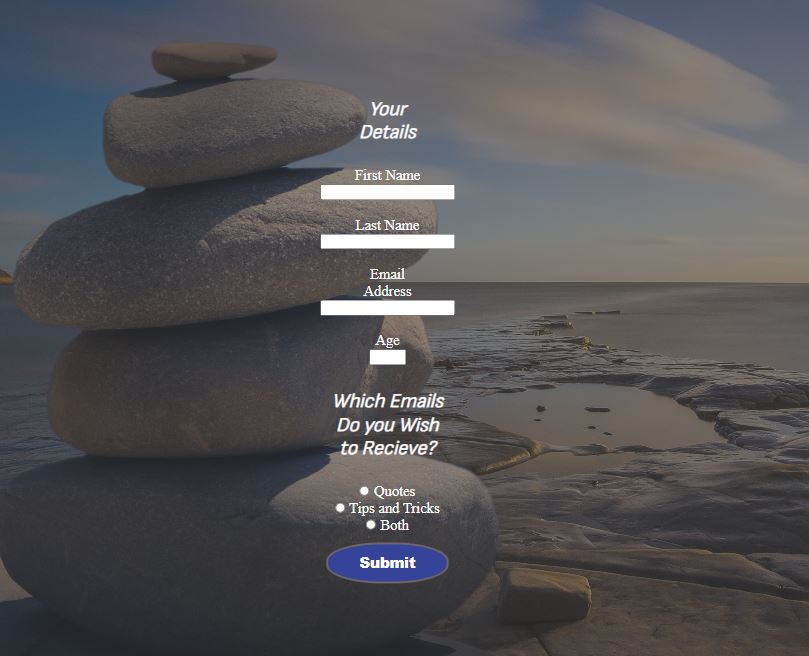 Your
Details
First Name
Last Name
Email
Address
Age
Which Emails
Do you Wish
to Recieve?
Quotes
Tips and Tricks
Both
Submit